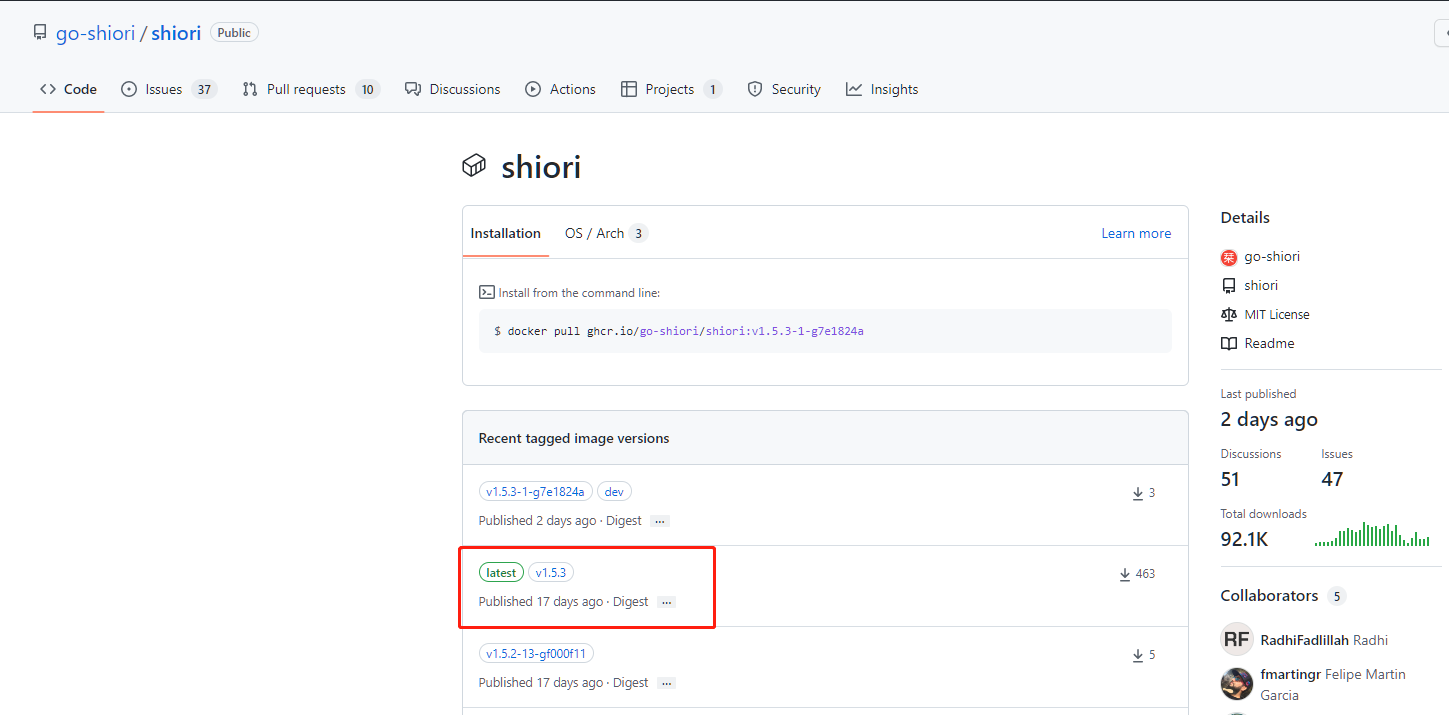 go-shiori / shiori Public
Code Issues 37 Pull requests 10 Discussions Actions Projects 1 Security Insights
shiori
Installation OS / Arch 3 Learn more
Install from the command line:
$ docker pull ghcr.io/go-shiori/shiori:v1.5.3-1-g7e1824a
Recent tagged image versions
v1.5.3-1-g7e1824a dev
Published 2 days ago · Digest ...
3
latest v1.5.3
Published 17 days ago · Digest ...
463
v1.5.2-13-gf000f11
Published 17 days ago · Digest ...
5
Details
栞 go-shiori
shiori
MIT License
Readme
Last published
2 days ago
Discussions Issues
51 47
Total downloads
92.1K
Collaborators 5
RF RadhiFadlillah Radhi
fmartingr Felipe Martin
Garcia